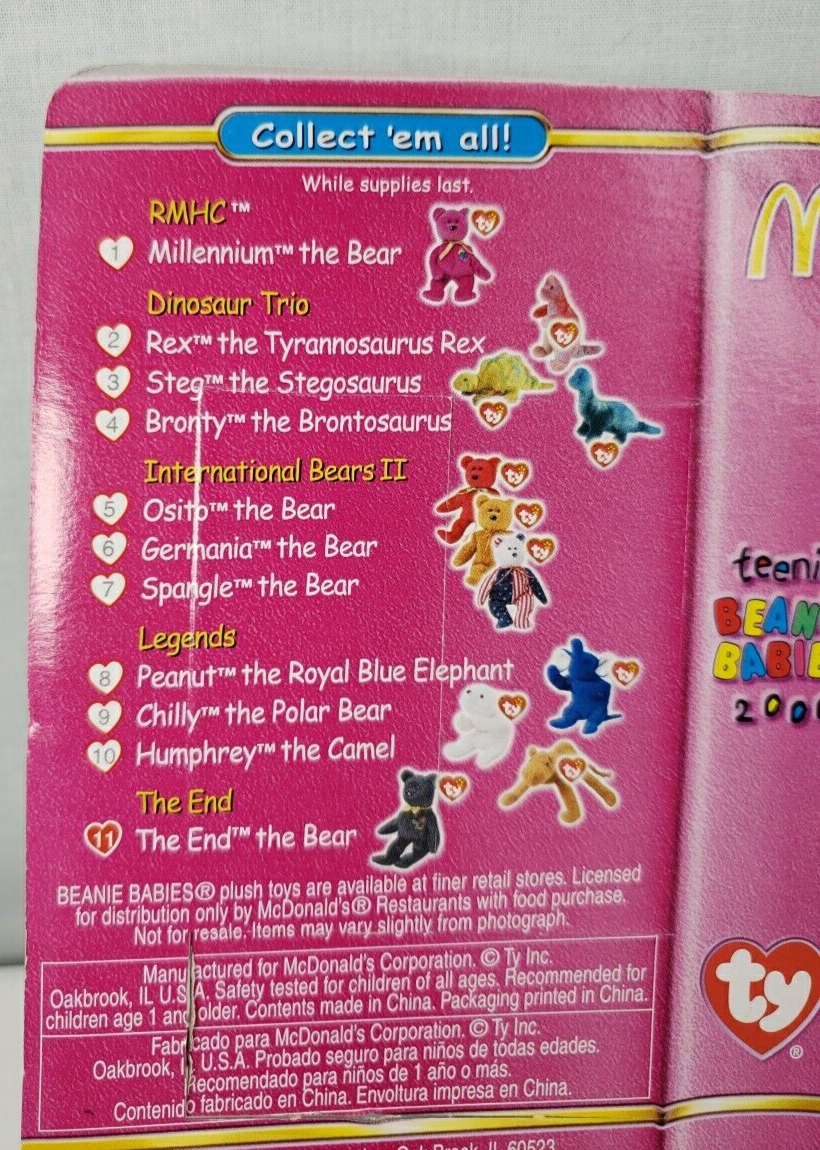 Collect 'em all!
While supplies last.
RMHC™
1 Millennium™ the Bear
Dinosaur Trio
2 Rex™ the Tyrannosaurus Rex
3 Steg™ the Stegosaurus
4 Bronty™ the Brontosaurus
International Bears II
5 Osito™ the Bear
6 Germania™ the Bear
7 Spangle™ the Bear
Legends
8 Peanut™ the Royal Blue Elephant
9 Chilly™ the Polar Bear
10 Humphrey™ the Camel
The End
11 The End™ the Bear
BEANIE BABIES® plush toys are available at finer retail stores. Licensed
for distribution only by McDonald's® Restaurants with food purchase.
Not for resale. Items may vary slightly from photograph.
Manufactured for McDonald's Corporation. © Ty Inc.
Oakbrook, IL U.S.A. Safety tested for children of all ages. Recommended for
children age 1 and older. Contents made in China. Packaging printed in China.
Fabricado para McDonald's Corporation. © Ty Inc.
Oakbrook, IL U.S.A. Probado seguro para niños de todas edades.
Recomendado para niños de 1 año o más.
Contenido fabricado en China. Envoltura impresa en China.
teeni
BEAN
BABIE
200
ty®
Oak Brook, IL 60523